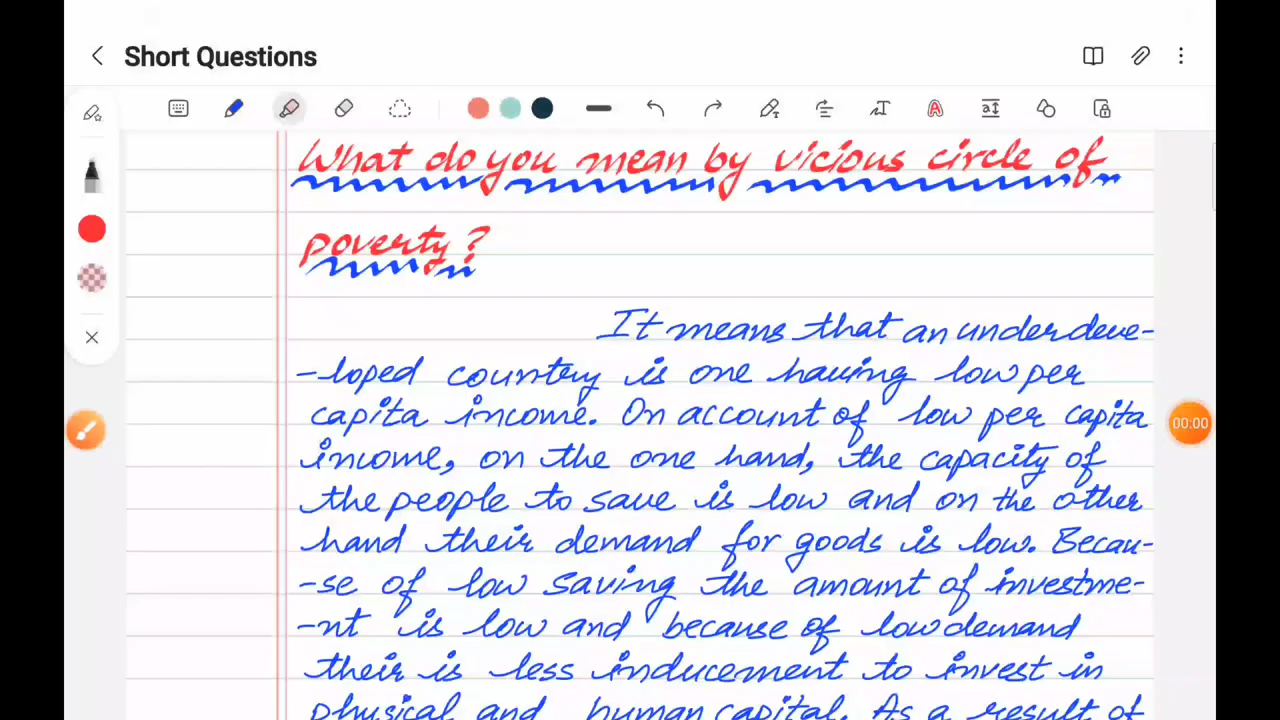 Short Questions
What do you mean by vicious circle of
poverty?
It means that an underdeve-
-loped country is one having low per
capita income. On account of low per capita
income, on the one hand, the capacity of
the people to save is low and on the other
hand their demand for goods is low. Becau-
-se of low saving the amount of investme-
-nt is low and because of low demand
their is less inducement to invest in
physical and human capital. As a result of
00:00